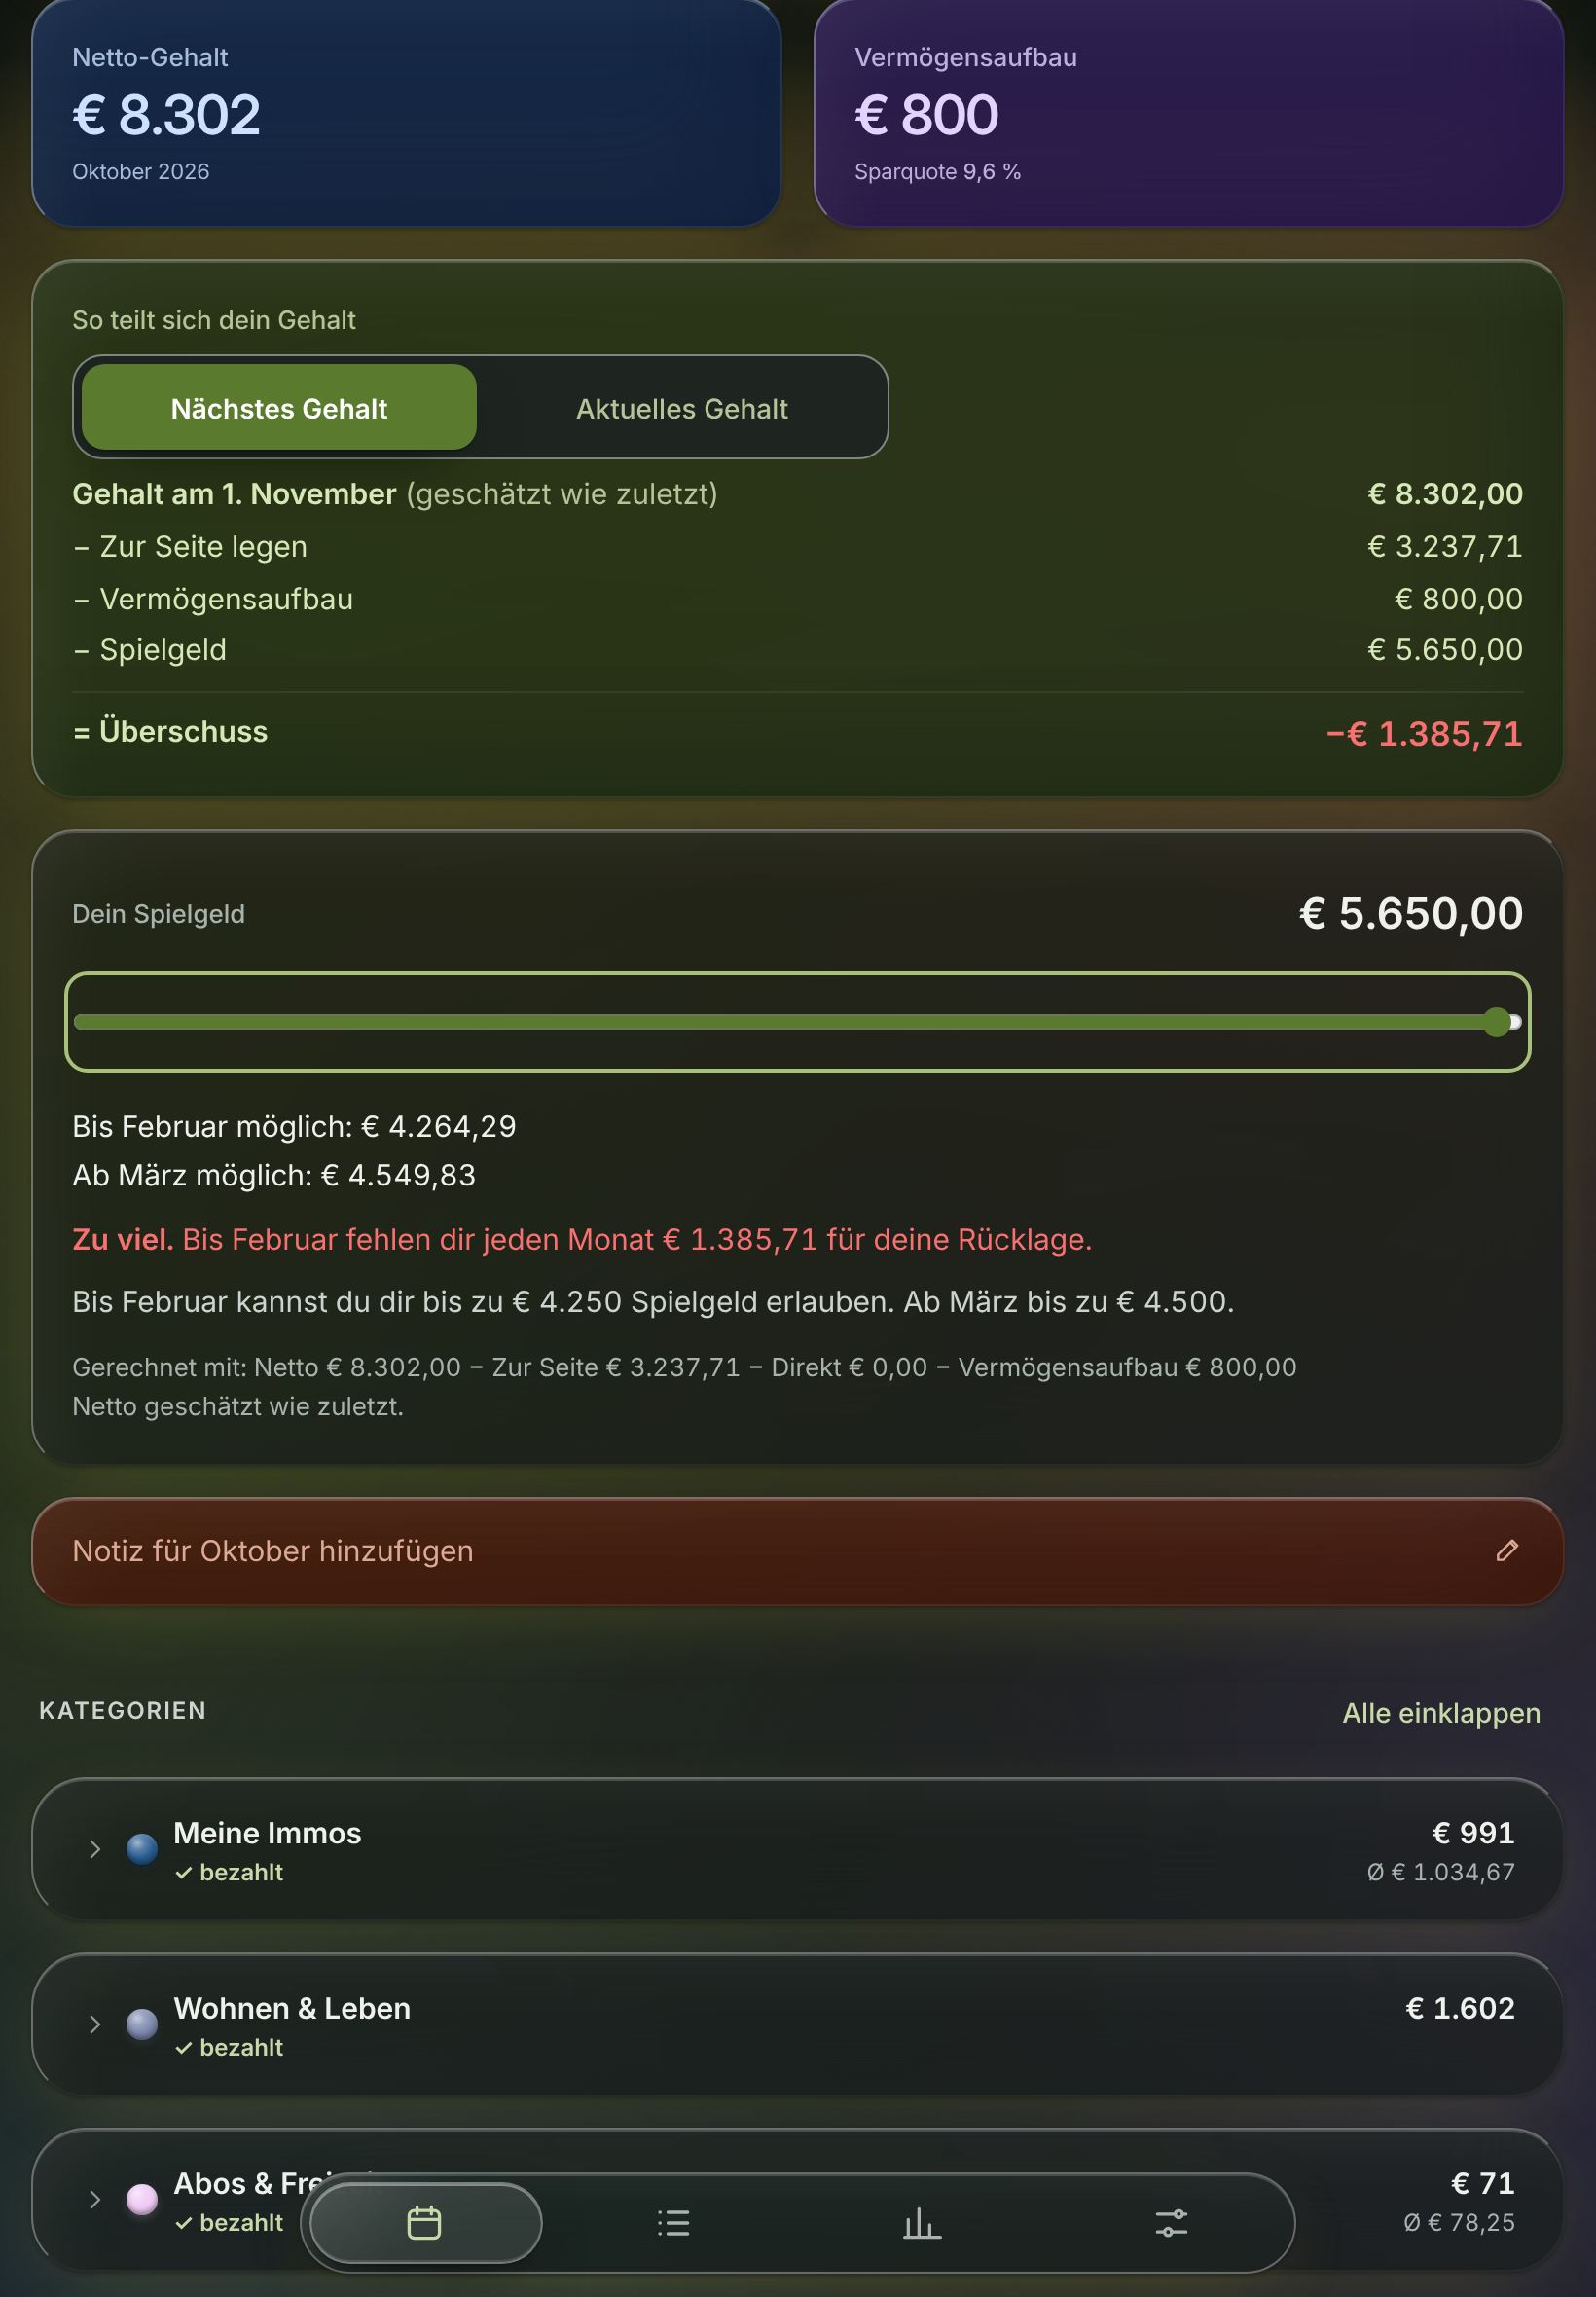 Netto-Gehalt
€ 8.302
Oktober 2026
Vermögensaufbau
€ 800
Sparquote 9,6 %
So teilt sich dein Gehalt
Nächstes Gehalt
Aktuelles Gehalt
Gehalt am 1. November (geschätzt wie zuletzt) € 8.302,00
− Zur Seite legen € 3.237,71
− Vermögensaufbau € 800,00
− Spielgeld € 5.650,00
= Überschuss −€ 1.385,71
Dein Spielgeld € 5.650,00
Bis Februar möglich: € 4.264,29
Ab März möglich: € 4.549,83
Zu viel. Bis Februar fehlen dir jeden Monat € 1.385,71 für deine Rücklage.
Bis Februar kannst du dir bis zu € 4.250 Spielgeld erlauben. Ab März bis zu € 4.500.
Gerechnet mit: Netto € 8.302,00 − Zur Seite € 3.237,71 − Direkt € 0,00 − Vermögensaufbau € 800,00
Netto geschätzt wie zuletzt.
Notiz für Oktober hinzufügen
KATEGORIEN Alle einklappen
Meine Immos € 991
✓ bezahlt Ø € 1.034,67
Wohnen & Leben € 1.602
✓ bezahlt
Abos & € 71
✓ bezahlt Ø € 78,25